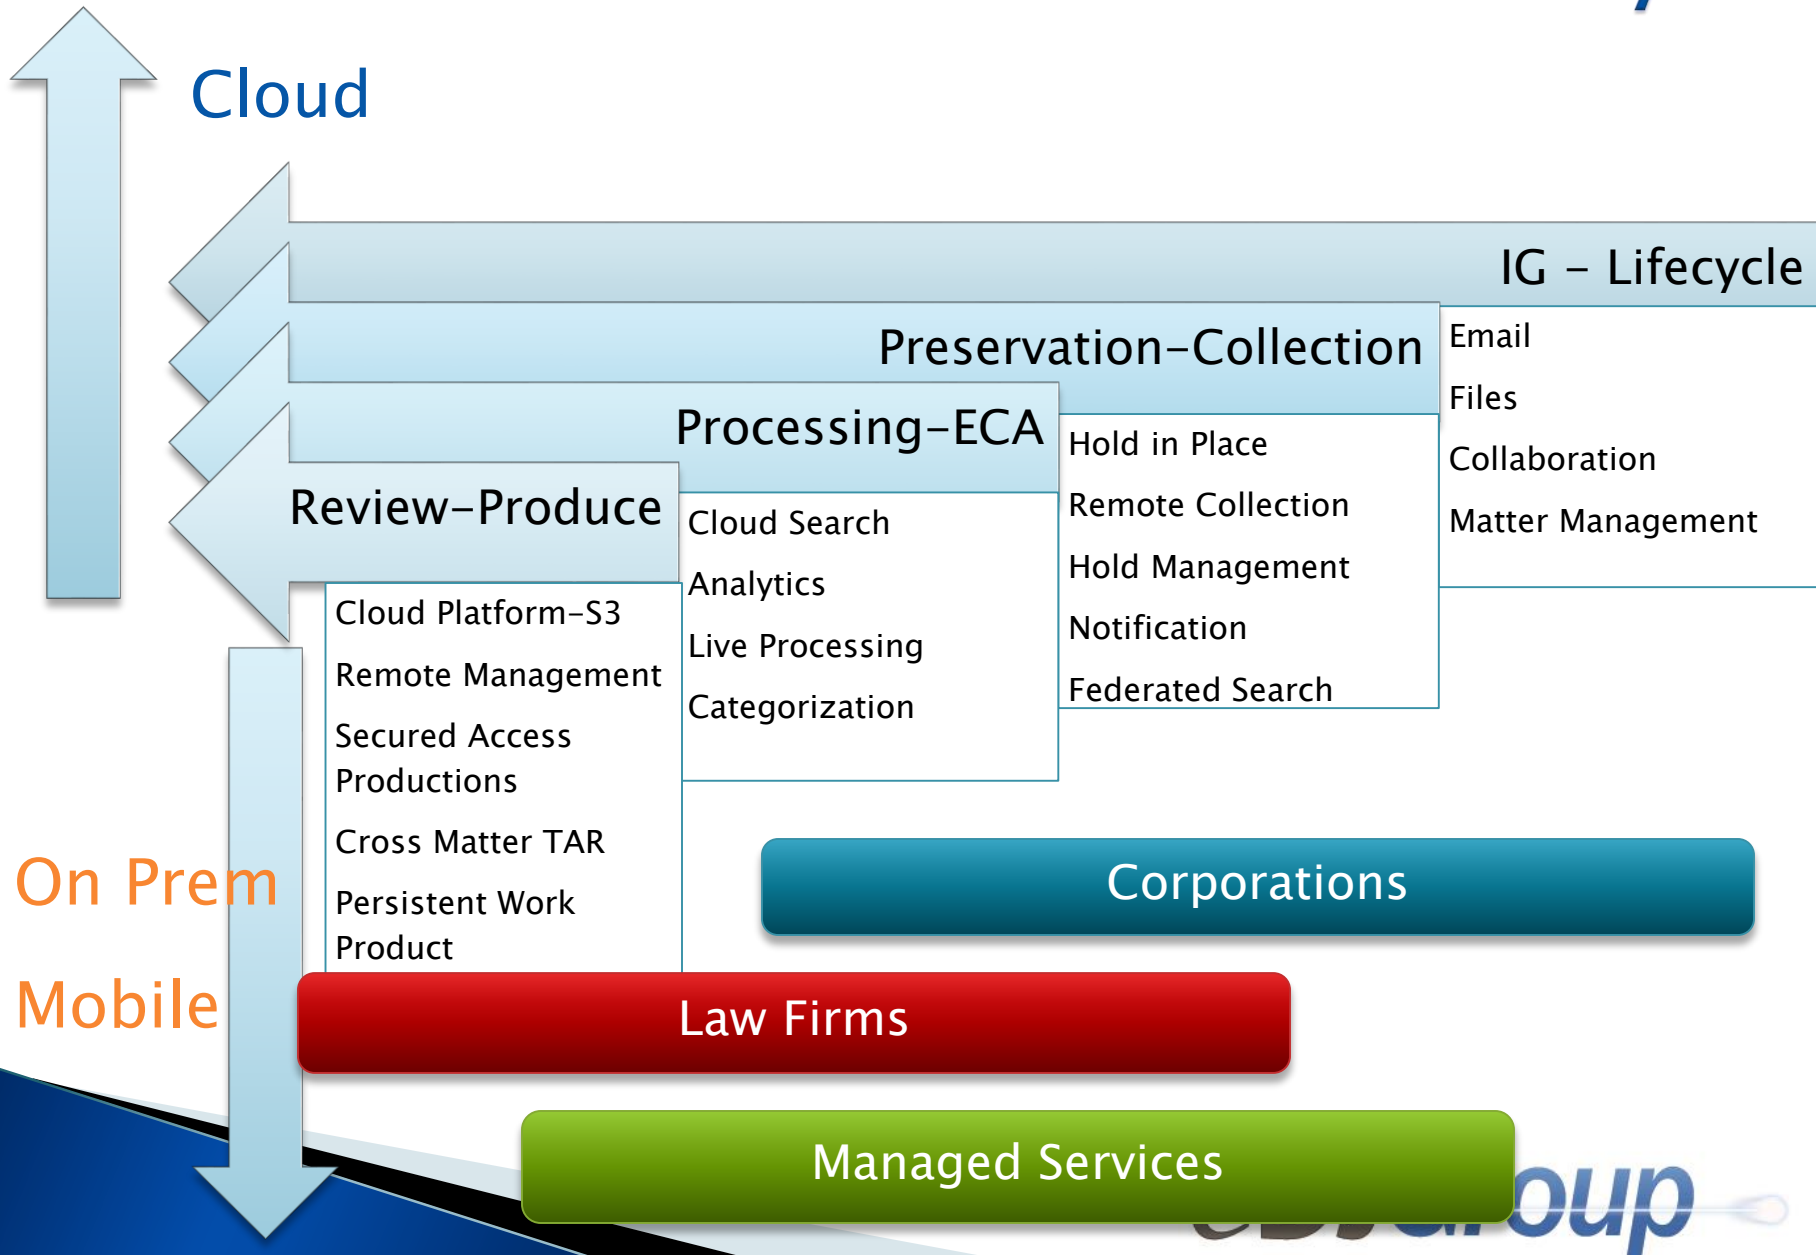 Cloud
IG – Lifecycle
Email
Files
Collaboration
Matter Management
Preservation–Collection
Hold in Place
Remote Collection
Hold Management
Notification
Federated Search
Processing–ECA
Cloud Search
Analytics
Live Processing
Categorization
Review–Produce
Cloud Platform–S3
Remote Management
Secured Access
Productions
Cross Matter TAR
Persistent Work
Product
On Prem
Mobile
Corporations
Law Firms
Managed Services